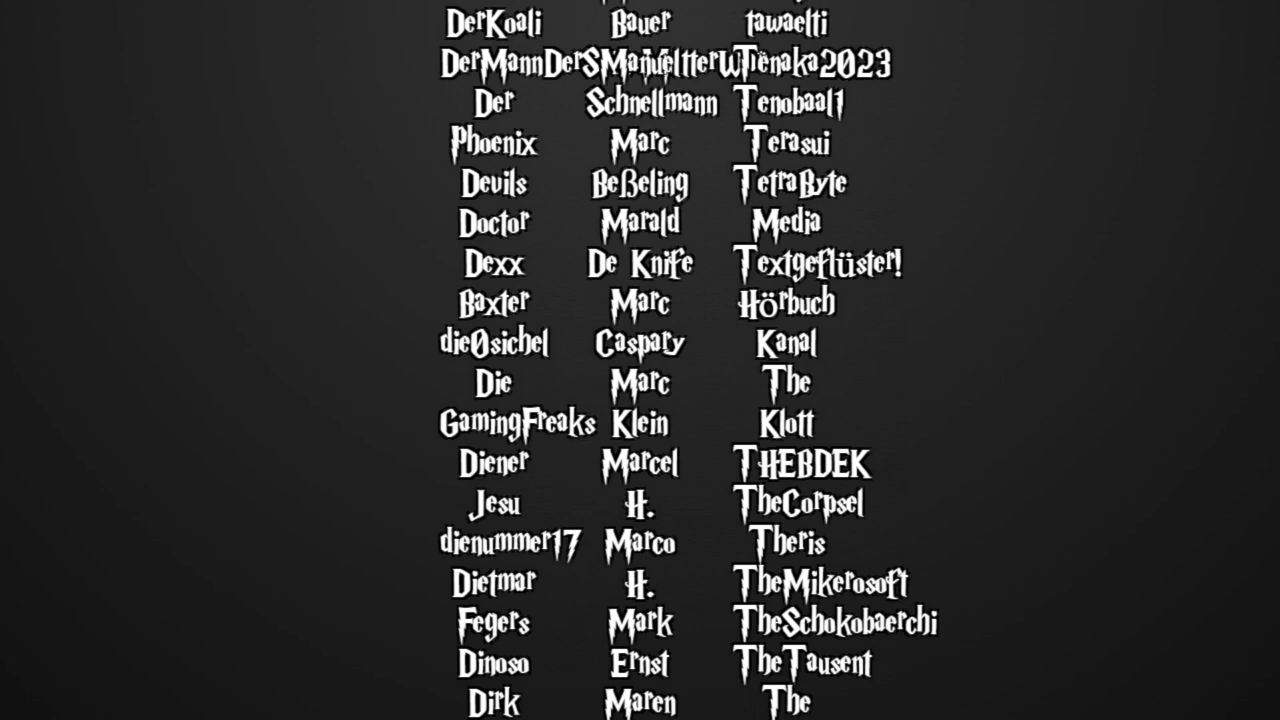 DerKoali Bauer tawaelti
Tenaka2023
Der Schnellmann Tenobaal1
Phoenix Marc Terasui
Devils Beßeling TetraByte
Doctor Marald Media
Dexx De Knife Textgeflüster!
Baxter Marc Hörbuch
die0sichel Caspary Kanal
Die Marc The
GamingFreaks Klein Klott
Diener Marcel THEBDEK
Jesu H. TheCorpsel
dienummer17 Marco Theris
Dietmar H. TheMikerosoft
Fegers Mark TheSchokobaerchi
Dinoso Ernst TheTausent
Dirk Maren The